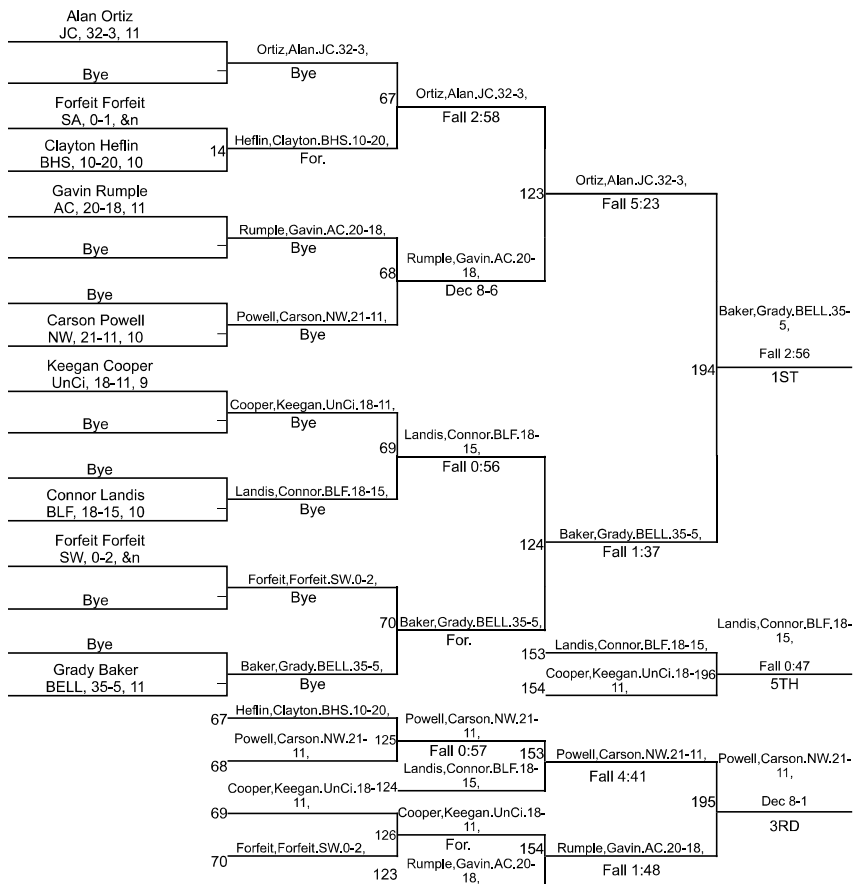 Alan Ortiz
JC, 32-3, 11
Bye
Forfeit Forfeit
SA, 0-1, &n
Clayton Heflin
BHS, 10-20, 10
Gavin Rumple
AC, 20-18, 11
Bye
Bye
Carson Powell
NW, 21-11, 10
Keegan Cooper
UnCi, 18-11, 9
Bye
Bye
Connor Landis
BLF, 18-15, 10
Forfeit Forfeit
SW, 0-2, &n
Bye
Bye
Grady Baker
BELL, 35-5, 11
Ortiz,Alan.JC.32-3,
Bye
14
Heflin,Clayton.BHS.10-20,
For.
Rumple,Gavin.AC.20-18,
Bye
Powell,Carson.NW.21-11,
Bye
Cooper,Keegan.UnCi.18-11,
Bye
Landis,Connor.BLF.18-15,
Bye
Forfeit,Forfeit.SW.0-2,
Bye
Baker,Grady.BELL.35-5,
Bye
67
Ortiz,Alan.JC.32-3,
Fall 2:58
68
Rumple,Gavin.AC.20-
18,
Dec 8-6
69
Landis,Connor.BLF.18-
15,
Fall 0:56
70
Baker,Grady.BELL.35-5,
For.
123
Ortiz,Alan.JC.32-3,
Fall 5:23
124
Baker,Grady.BELL.35-5,
Fall 1:37
194
Baker,Grady.BELL.35-
5,
Fall 2:56
1ST
153
Landis,Connor.BLF.18-15,
154
Cooper,Keegan.UnCi.18-
11,
196
Landis,Connor.BLF.18-
15,
Fall 0:47
5TH
67
Heflin,Clayton.BHS.10-20,
68
Powell,Carson.NW.21-
11,
125
Powell,Carson.NW.21-
11,
Fall 0:57
124
Landis,Connor.BLF.18-
15,
153
Powell,Carson.NW.21-11,
Fall 4:41
69
Cooper,Keegan.UnCi.18-
11,
70
Forfeit,Forfeit.SW.0-2,
126
Cooper,Keegan.UnCi.18-
11,
For.
123
Rumple,Gavin.AC.20-
18,
154
Rumple,Gavin.AC.20-18,
Fall 1:48
195
Powell,Carson.NW.21-
11,
Dec 8-1
3RD